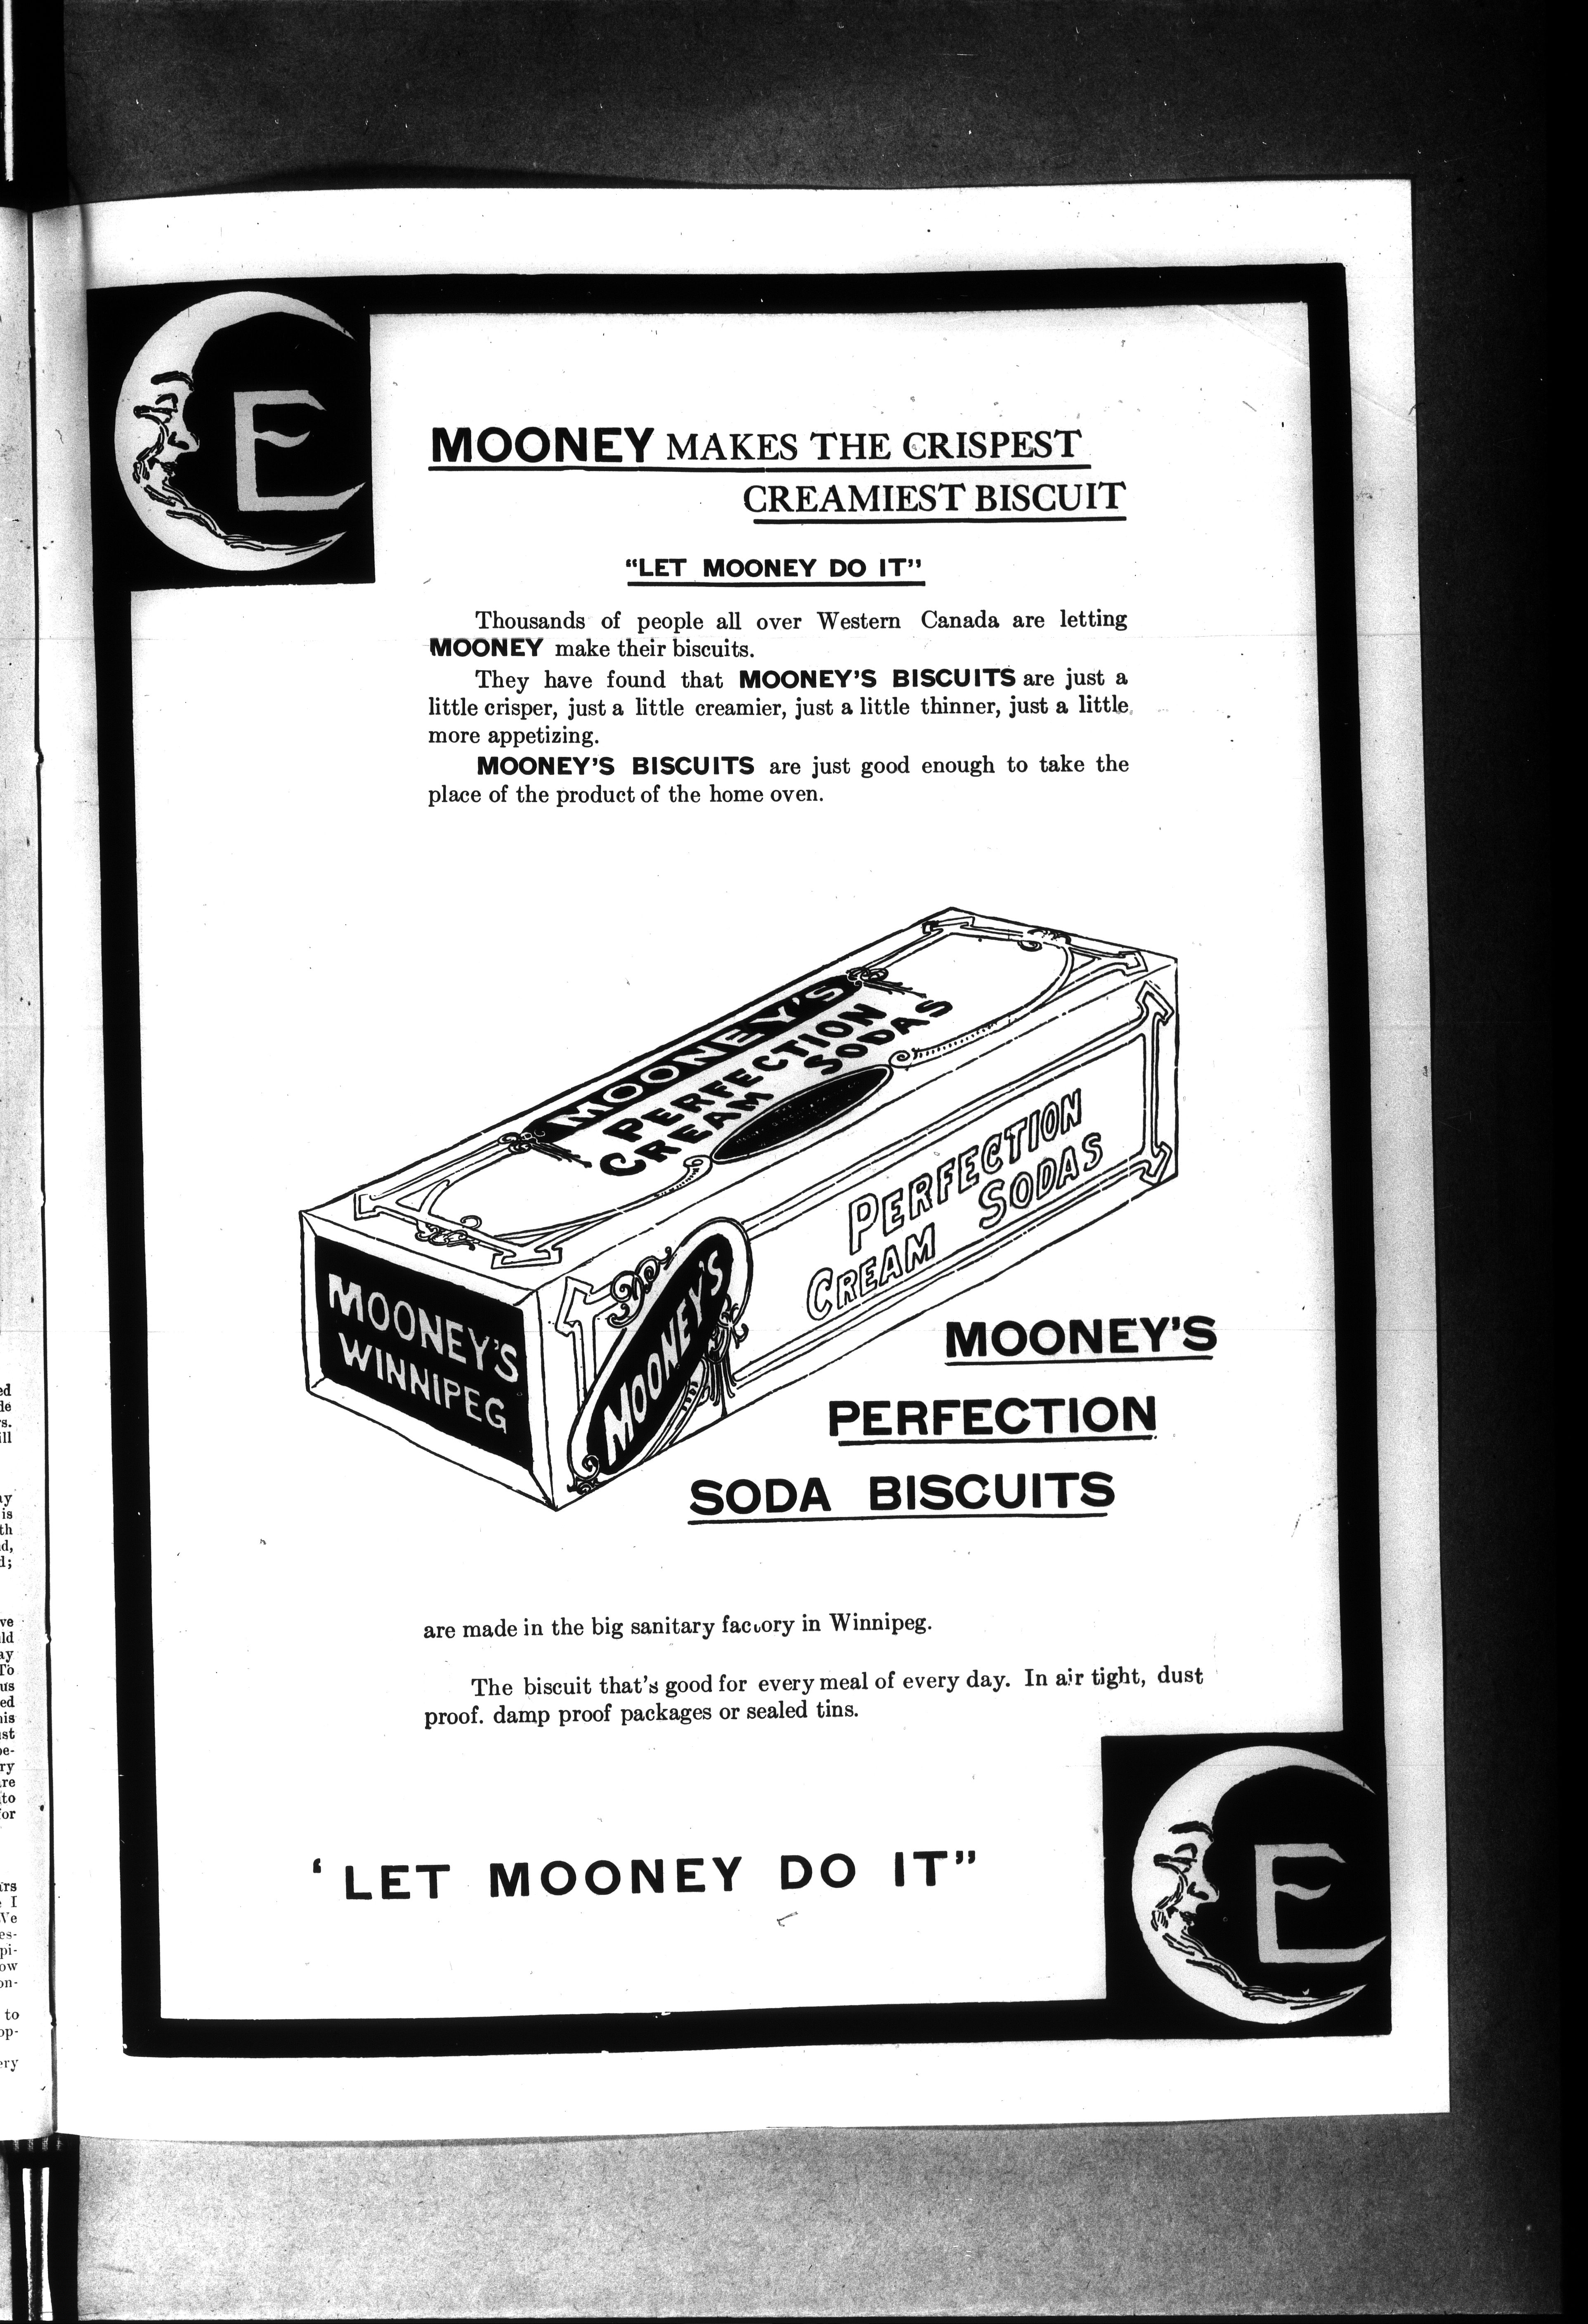 E
MOONEY MAKES THE CRISPEST
CREAMIEST BISCUIT
“LET MOONEY DO IT”
Thousands of people all over Western Canada are letting
MOONEY make their biscuits.
They have found that MOONEY'S BISCUITS are just a
little crisper, just a little creamier, just a little thinner, just a little
more appetizing.
MOONEY'S BISCUITS are just good enough to take the
place of the product of the home oven.
MOONEY'S
PERFECTION
CREAM SODAS
PERFECTION
CREAM SODAS
MOONEY'S
WINNIPEG
MOONEY'S
MOONEY'S
PERFECTION
SODA BISCUITS
are made in the big sanitary factory in Winnipeg.
The biscuit that's good for every meal of every day. In air tight, dust
proof. damp proof packages or sealed tins.
‘LET MOONEY DO IT”
E